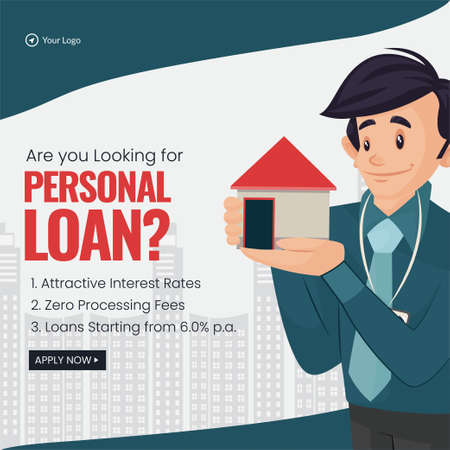 Your Logo
Are you Looking for
PERSONAL
LOAN?
1. Attractive Interest Rates
2. Zero Processing Fees
3. Loans Starting from 6.0% p.a.
APPLY NOW